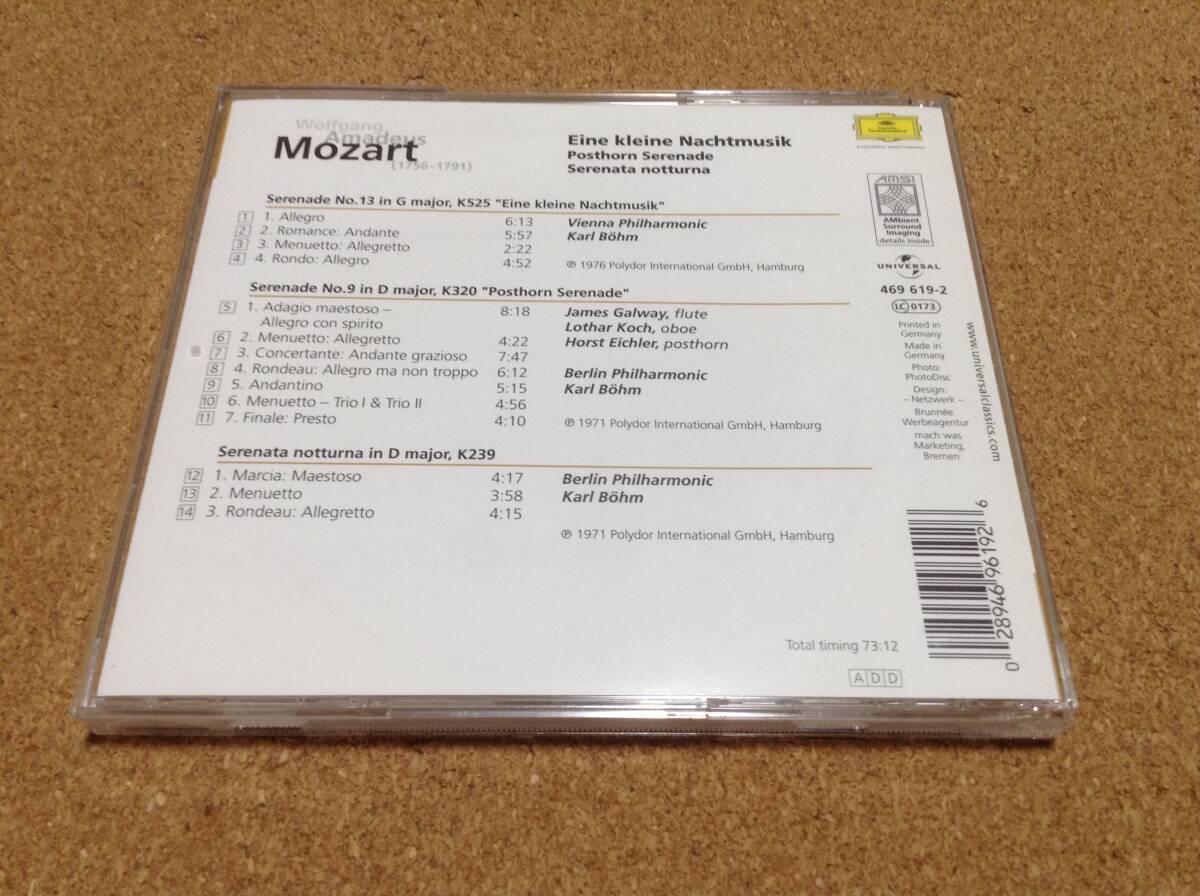 Wolfgang
Amadeus
Mozart
(1756–1791)
Eine kleine Nachtmusik
Posthorn Serenade
Serenata notturna
Serenade No.13 in G major, K525 "Eine kleine Nachtmusik"
1 1. Allegro 6:13
2 2. Romance: Andante 5:57
3 3. Menuetto: Allegretto 2:22
4 4. Rondo: Allegro 4:52
Vienna Philharmonic
Karl Böhm
℗ 1976 Polydor International GmbH, Hamburg
Serenade No.9 in D major, K320 "Posthorn Serenade"
5 1. Adagio maestoso – 8:18
Allegro con spirito
6 2. Menuetto: Allegretto 4:22
7 3. Concertante: Andante grazioso 7:47
8 4. Rondeau: Allegro ma non troppo 6:12
9 5. Andantino 5:15
10 6. Menuetto – Trio I & Trio II 4:56
11 7. Finale: Presto 4:10
James Galway, flute
Lothar Koch, oboe
Horst Eichler, posthorn
Berlin Philharmonic
Karl Böhm
℗ 1971 Polydor International GmbH, Hamburg
Serenata notturna in D major, K239
12 1. Marcia: Maestoso 4:17
13 2. Menuetto 3:58
14 3. Rondeau: Allegretto 4:15
Berlin Philharmonic
Karl Böhm
℗ 1971 Polydor International GmbH, Hamburg
Total timing 73:12
ADD
Deutsche
Grammophon
A UNIVERSAL MUSIC COMPANY
AMSI
AMbient
Surround
Imaging
details inside
UNIVERSAL
469 619-2
LC 0173
Printed in
Germany
Made in
Germany
Photo:
PhotoDisc
Design:
– Netzwerk –
Brunnée
Werbeagentur
mach was
Marketing,
Bremen
www.universalclassics.com
0 28946 96192 6